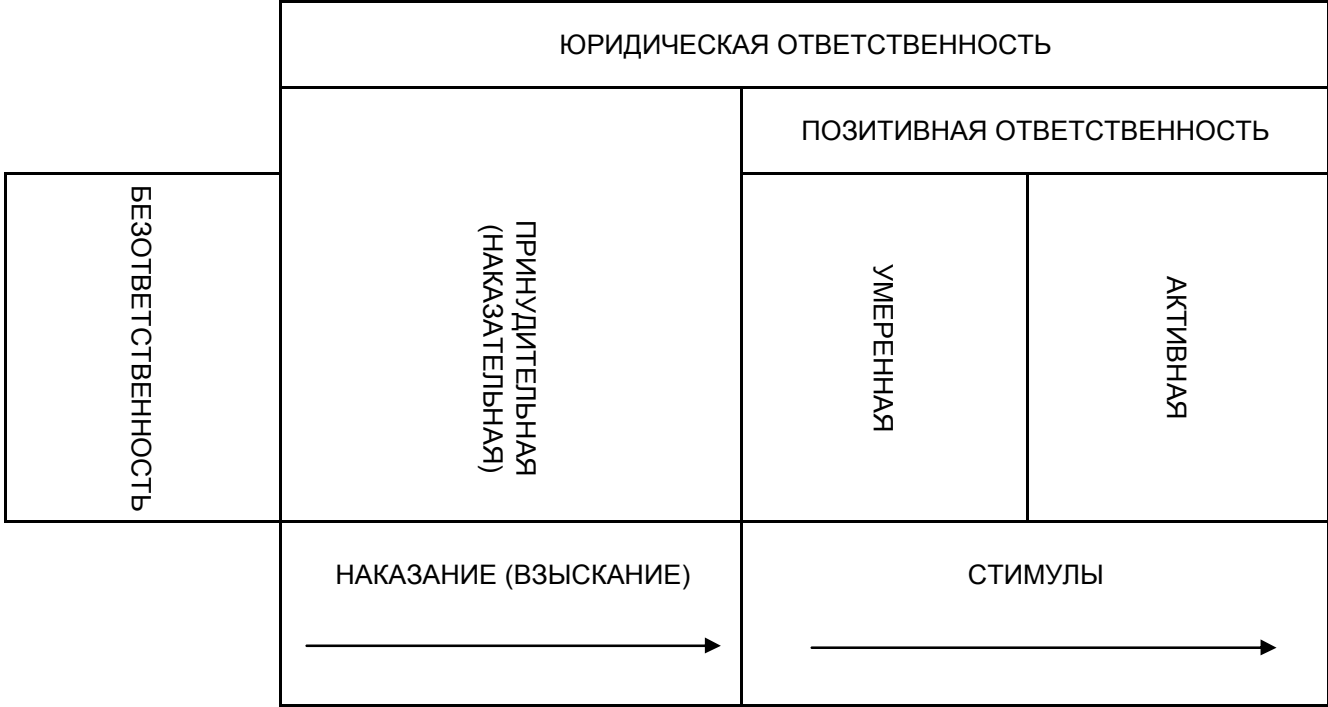 ЮРИДИЧЕСКАЯ ОТВЕТСТВЕННОСТЬ
ПОЗИТИВНАЯ ОТВЕТСТВЕННОСТЬ
БЕЗОТВЕТСТВЕННОСТЬ
ПРИНУДИТЕЛЬНАЯ
(НАКАЗАТЕЛЬНАЯ)
УМЕРЕННАЯ
АКТИВНАЯ
НАКАЗАНИЕ (ВЗЫСКАНИЕ)
СТИМУЛЫ